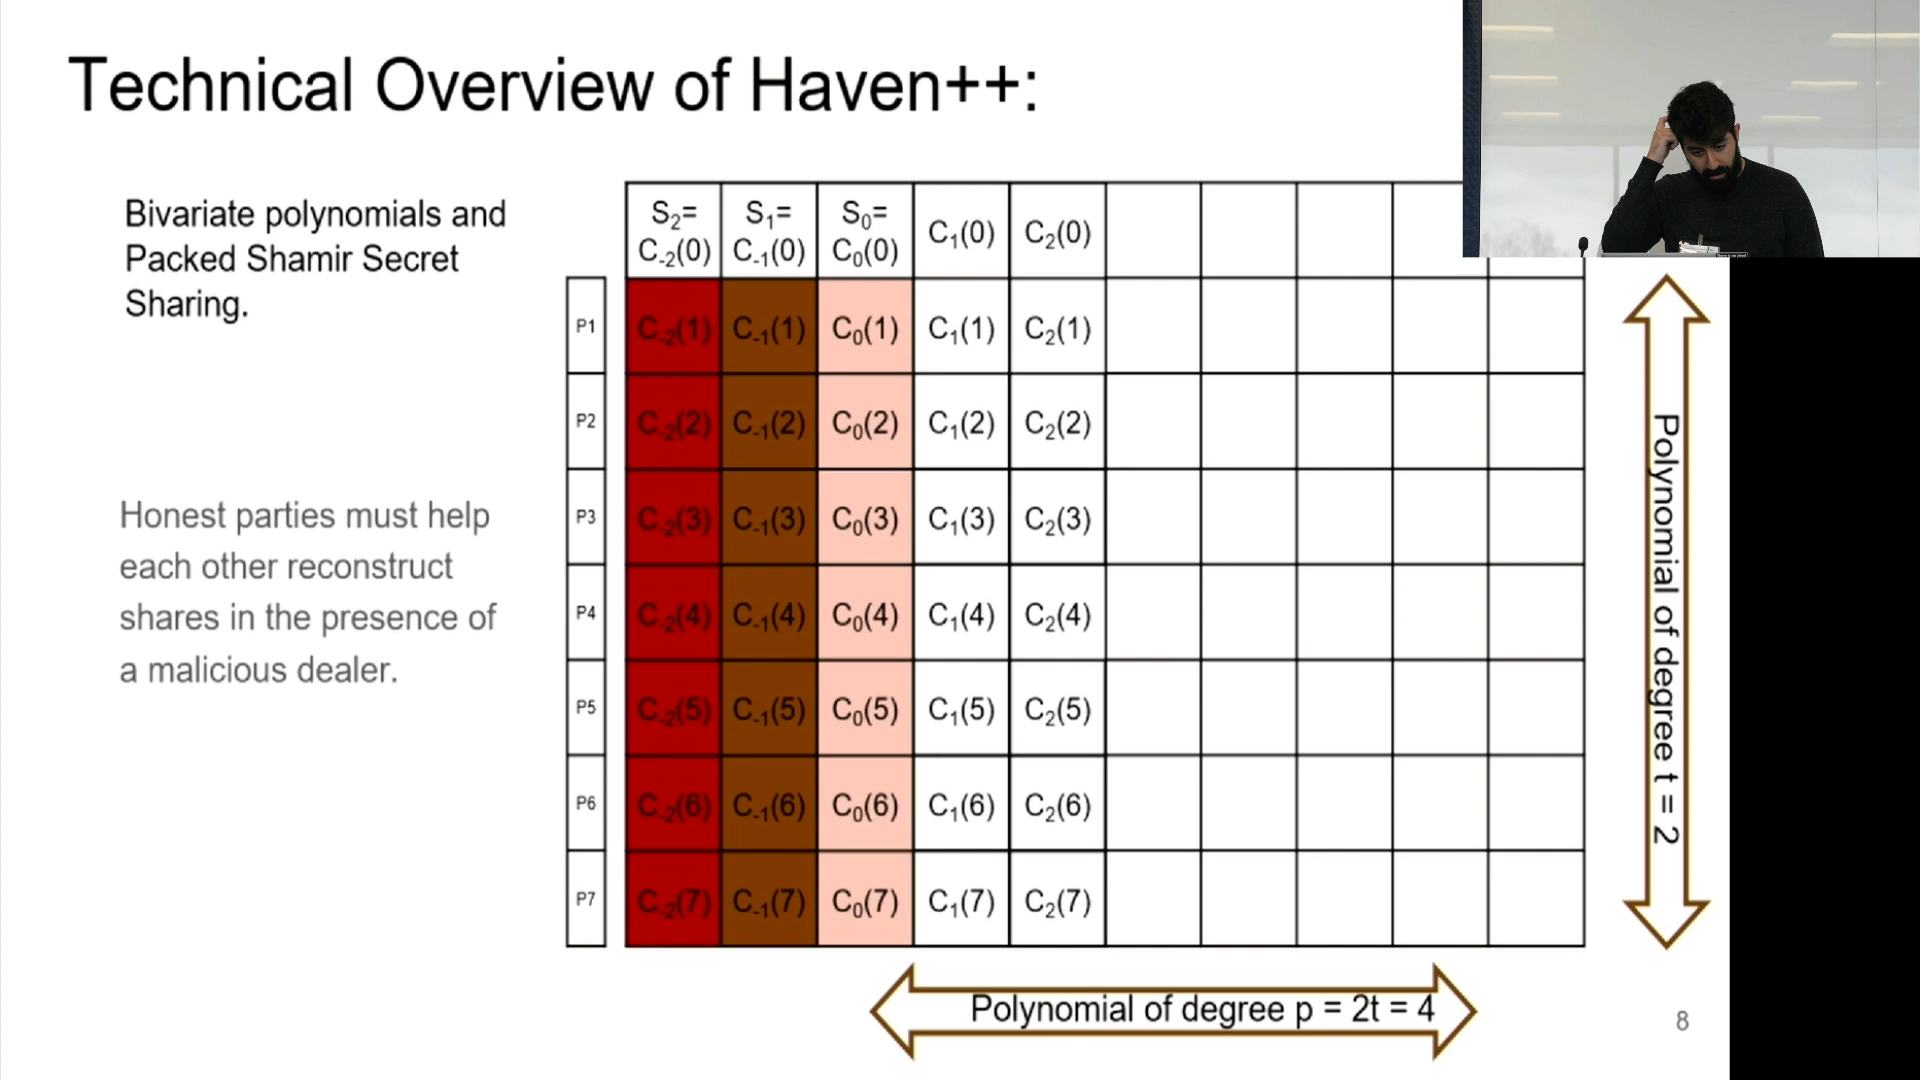 Technical Overview of Haven++:
Bivariate polynomials and
Packed Shamir Secret
Sharing.
Honest parties must help
each other reconstruct
shares in the presence of
a malicious dealer.
S₂= S₁= S₀=
C₋₂(0) C₋₁(0) C₀(0) C₁(0) C₂(0)
P1 C₋₂(1) C₋₁(1) C₀(1) C₁(1) C₂(1)
P2 C₋₂(2) C₋₁(2) C₀(2) C₁(2) C₂(2)
P3 C₋₂(3) C₋₁(3) C₀(3) C₁(3) C₂(3)
P4 C₋₂(4) C₋₁(4) C₀(4) C₁(4) C₂(4)
P5 C₋₂(5) C₋₁(5) C₀(5) C₁(5) C₂(5)
P6 C₋₂(6) C₋₁(6) C₀(6) C₁(6) C₂(6)
P7 C₋₂(7) C₋₁(7) C₀(7) C₁(7) C₂(7)
Polynomial of degree t = 2
Polynomial of degree p = 2t = 4
8